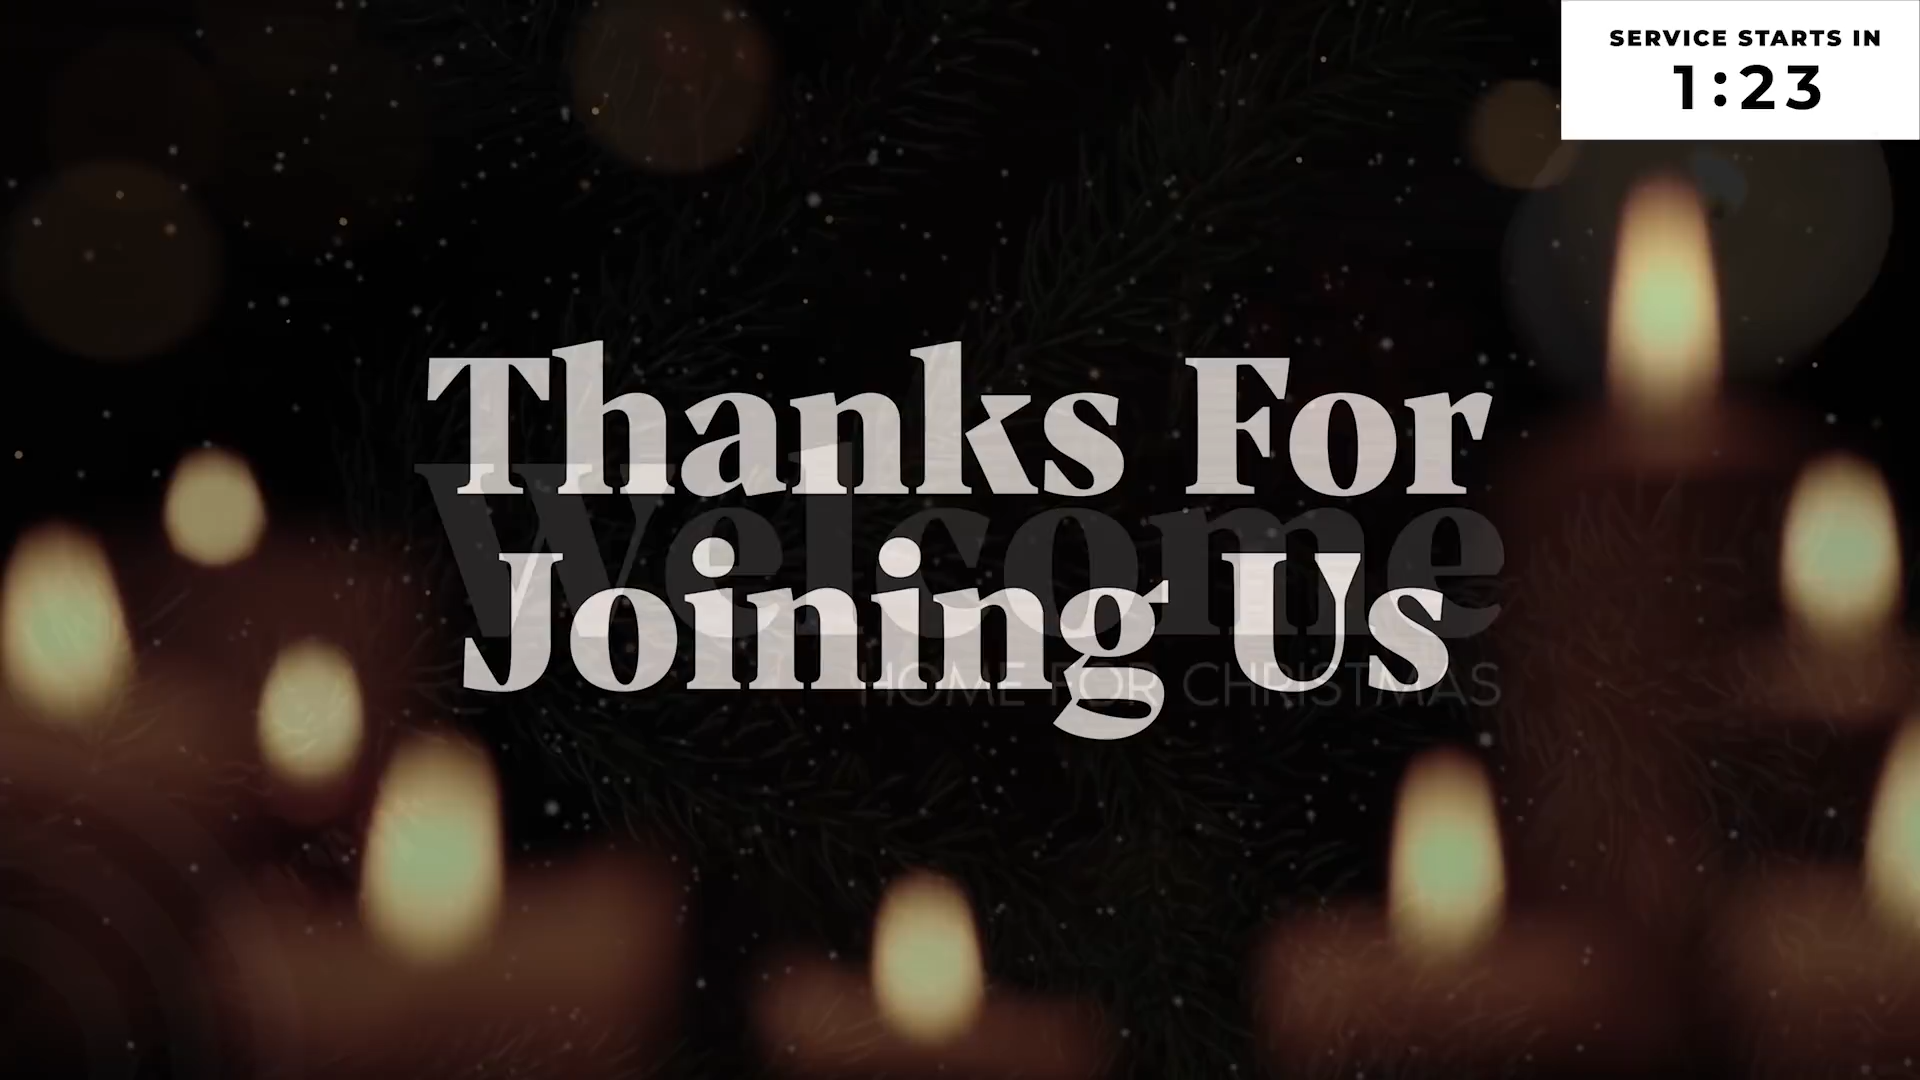 SERVICE STARTS IN
1:23
Thanks For
Welcome
Joining Us
HOME FOR CHRISTMAS